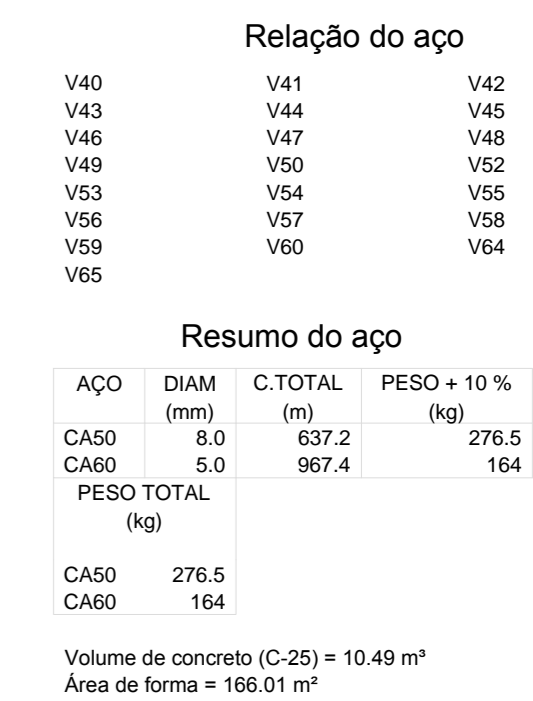 Relação do aço
V40 V41 V42
V43 V44 V45
V46 V47 V48
V49 V50 V52
V53 V54 V55
V56 V57 V58
V59 V60 V64
V65
Resumo do aço
AÇO DIAM C.TOTAL PESO + 10 %
(mm) (m) (kg)
CA50 8.0 637.2 276.5
CA60 5.0 967.4 164
PESO TOTAL
(kg)
CA50 276.5
CA60 164
Volume de concreto (C-25) = 10.49 m³
Área de forma = 166.01 m²